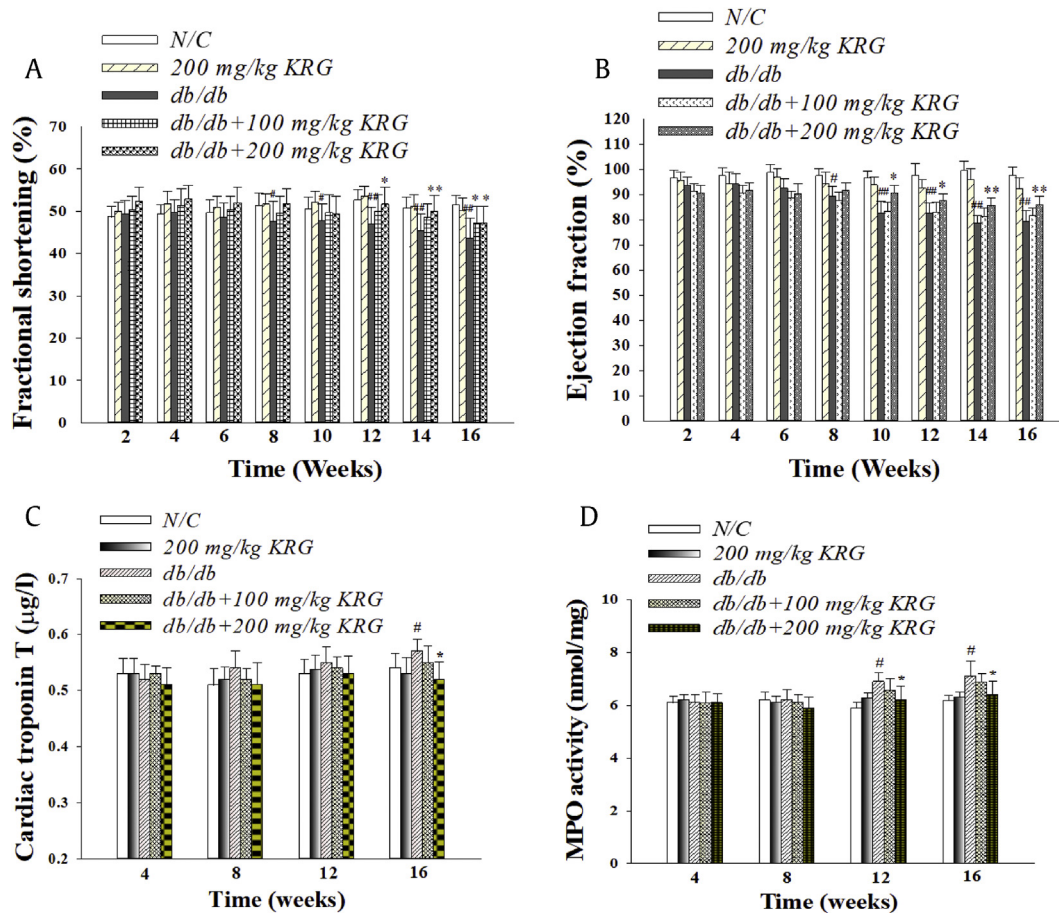 A
N/C
200 mg/kg KRG
db/db
db/db+100 mg/kg KRG
db/db+200 mg/kg KRG
Fractional shortening (%)
70
60
50
40
30
20
10
0
# # ## * ## ** ## **
2 4 6 8 10 12 14 16
Time (Weeks)
B
N/C
200 mg/kg KRG
db/db
db/db+100 mg/kg KRG
db/db+200 mg/kg KRG
Ejection fraction (%)
120
110
100
90
80
70
60
50
40
30
20
10
0
# ## * ## * ## ** ## **
2 4 6 8 10 12 14 16
Time (Weeks)
C
N/C
200 mg/kg KRG
db/db
db/db+100 mg/kg KRG
db/db+200 mg/kg KRG
Cardiac troponin T (µg/l)
0.7
0.6
0.5
0.4
0.3
0.2
# *
4 8 12 16
Time (weeks)
D
N/C
200 mg/kg KRG
db/db
db/db+100 mg/kg KRG
db/db+200 mg/kg KRG
MPO activity (nmol/mg)
10
8
6
4
2
0
# * # *
4 8 12 16
Time (weeks)